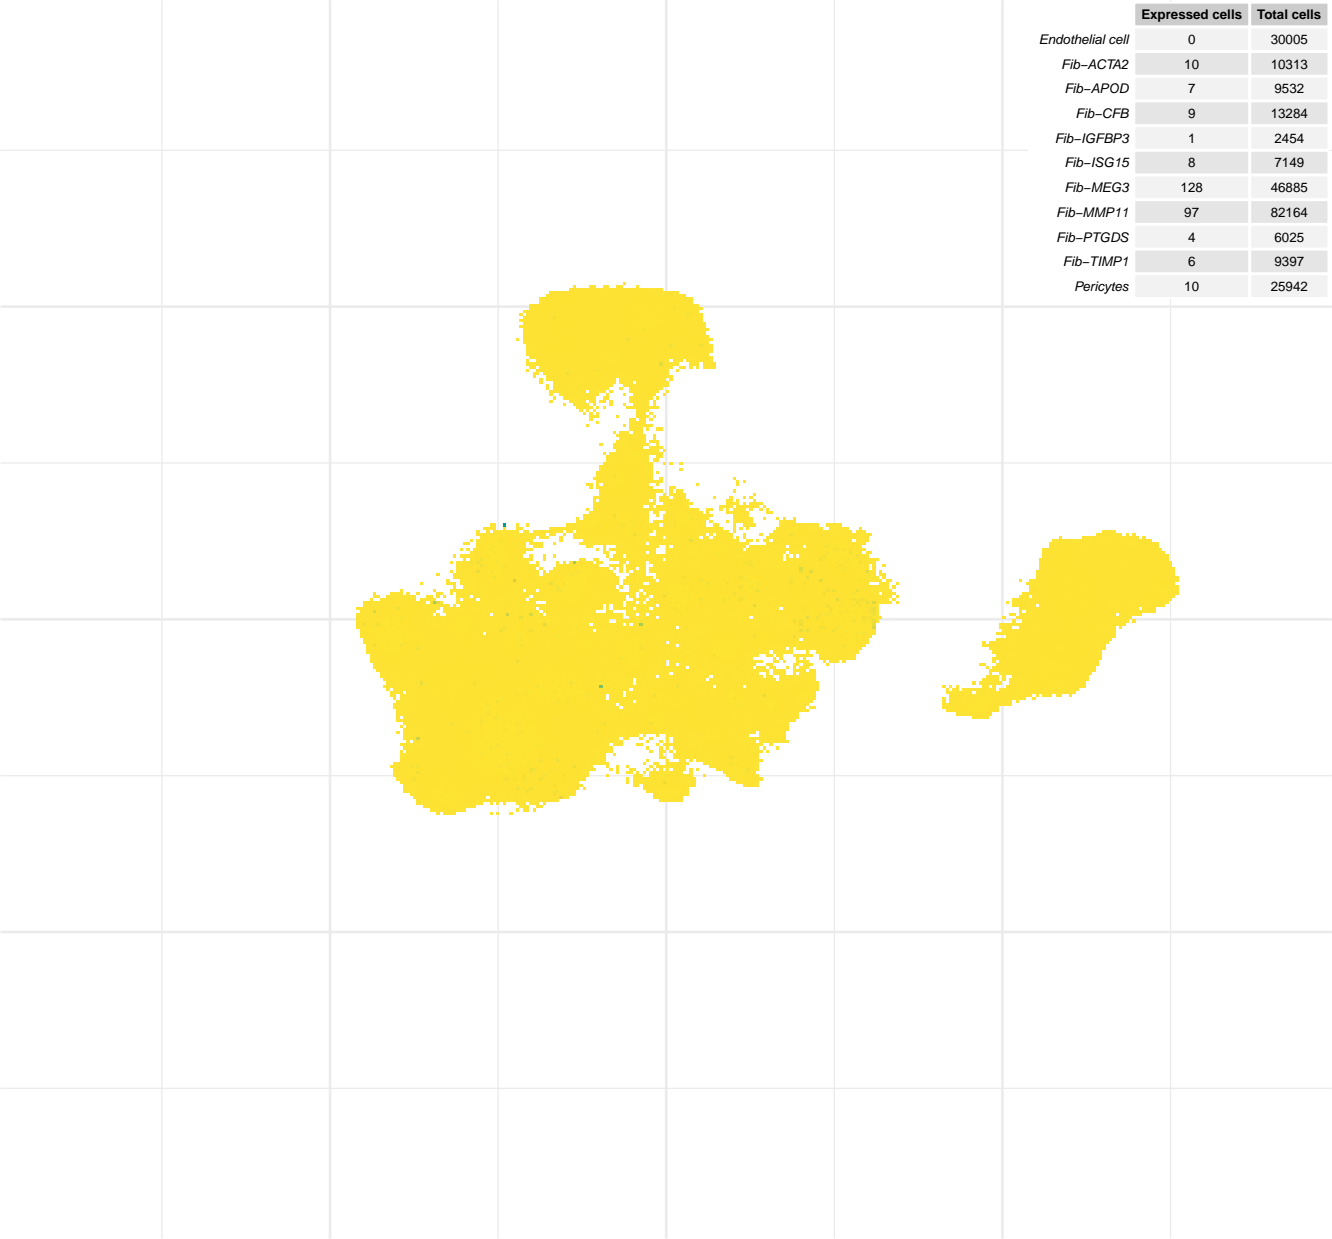 Expressed cells Total cells
Endothelial cell 0 30005
Fib−ACTA2 10 10313
Fib−APOD 7 9532
Fib−CFB 9 13284
Fib−IGFBP3 1 2454
Fib−ISG15 8 7149
Fib−MEG3 128 46885
Fib−MMP11 97 82164
Fib−PTGDS 4 6025
Fib−TIMP1 6 9397
Pericytes 10 25942